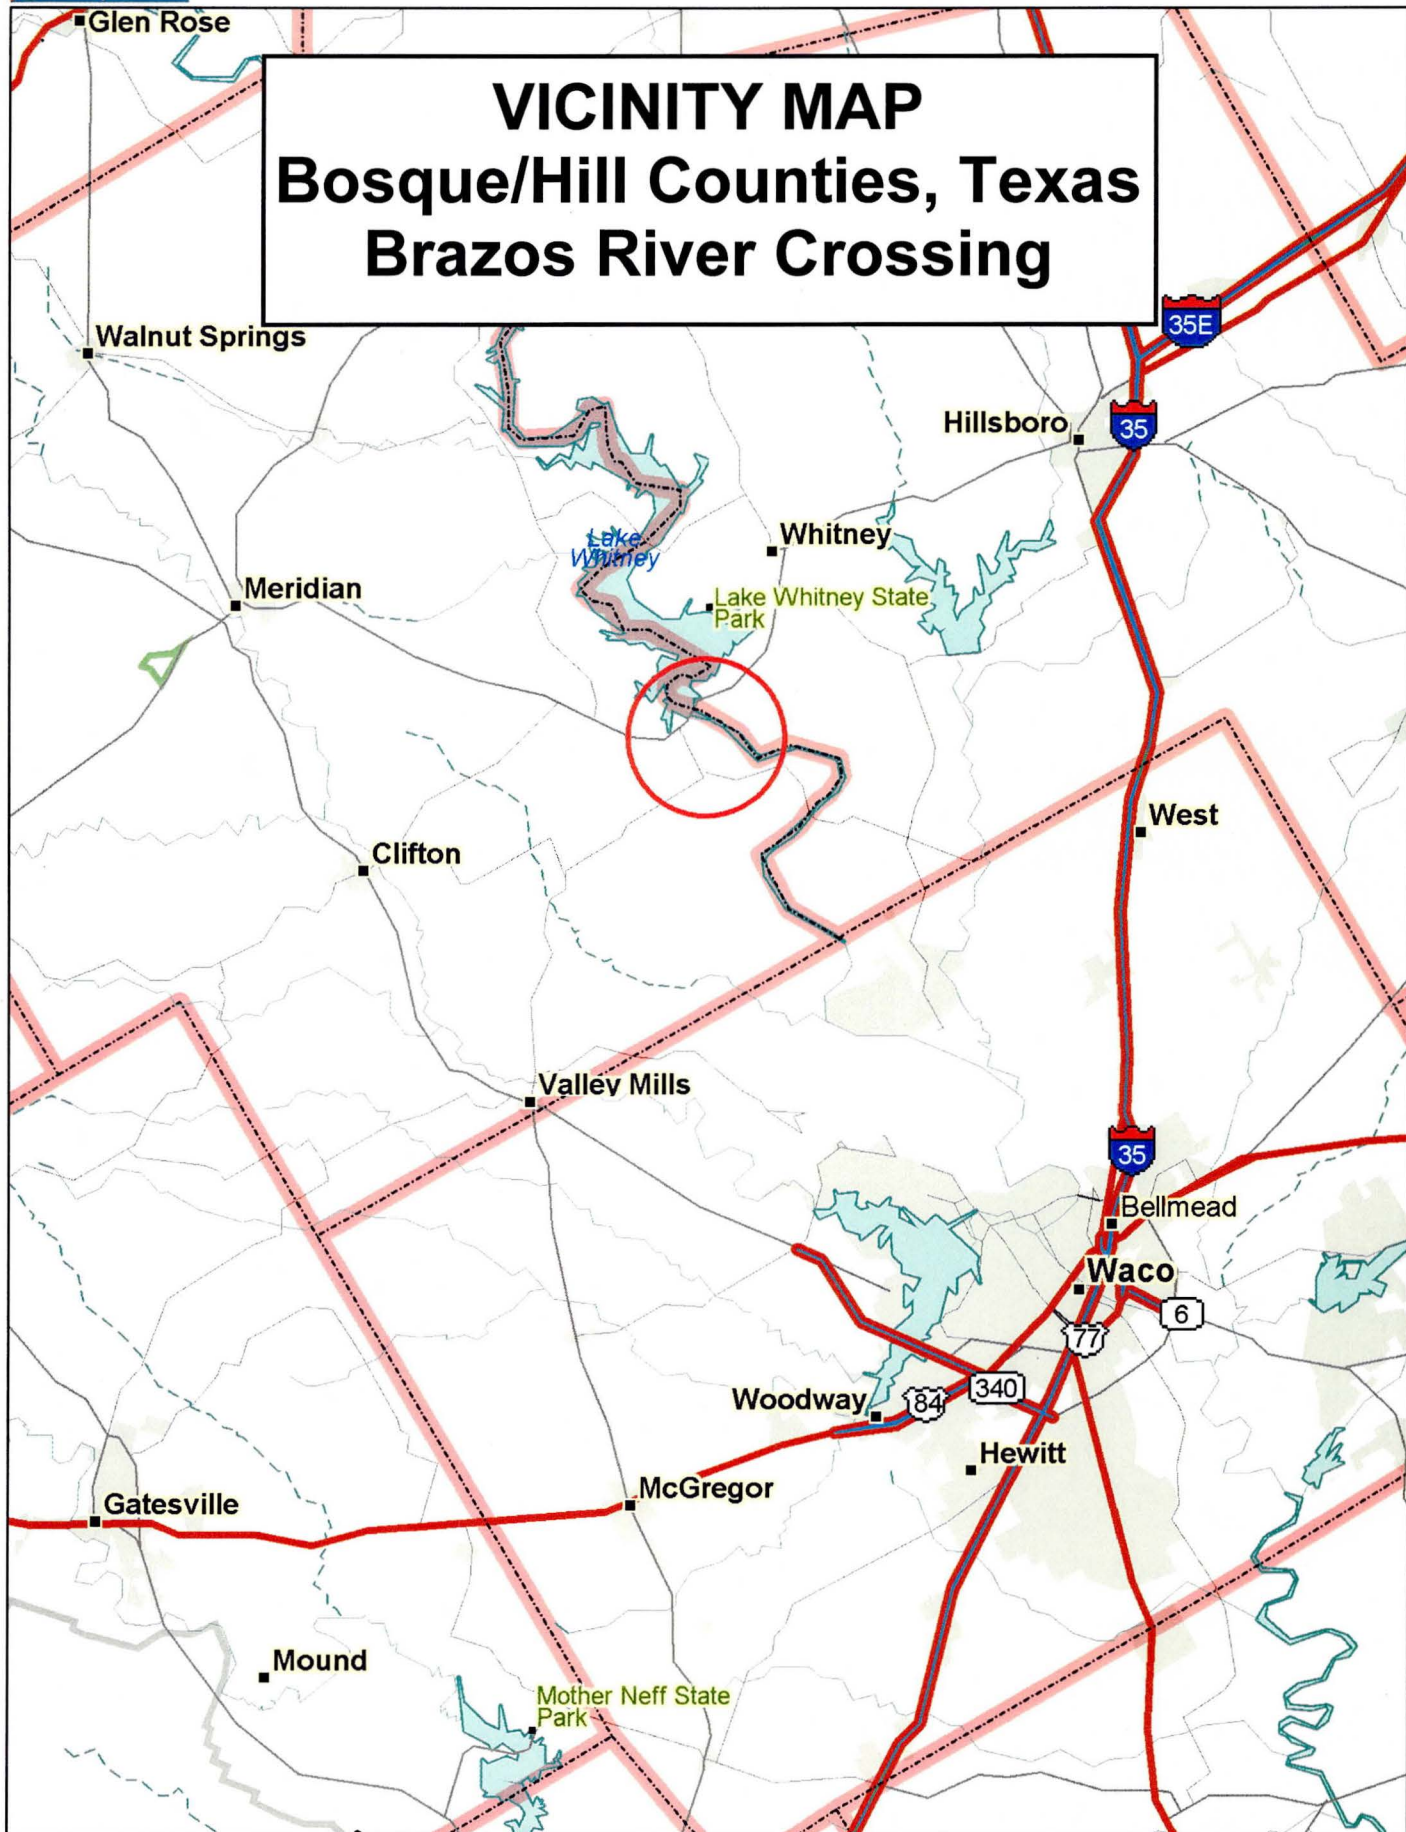 Glen Rose
VICINITY MAP
Bosque/Hill Counties, Texas
Brazos River Crossing
35E
Walnut Springs
Hillsboro
35
Whitney
Lake
Whitney
Meridian
Lake Whitney State
Park
West
Clifton
Valley Mills
35
Bellmead
Waco
6
77
340
Woodway
84
Hewitt
McGregor
Gatesville
Mound
Mother Neff State
Park